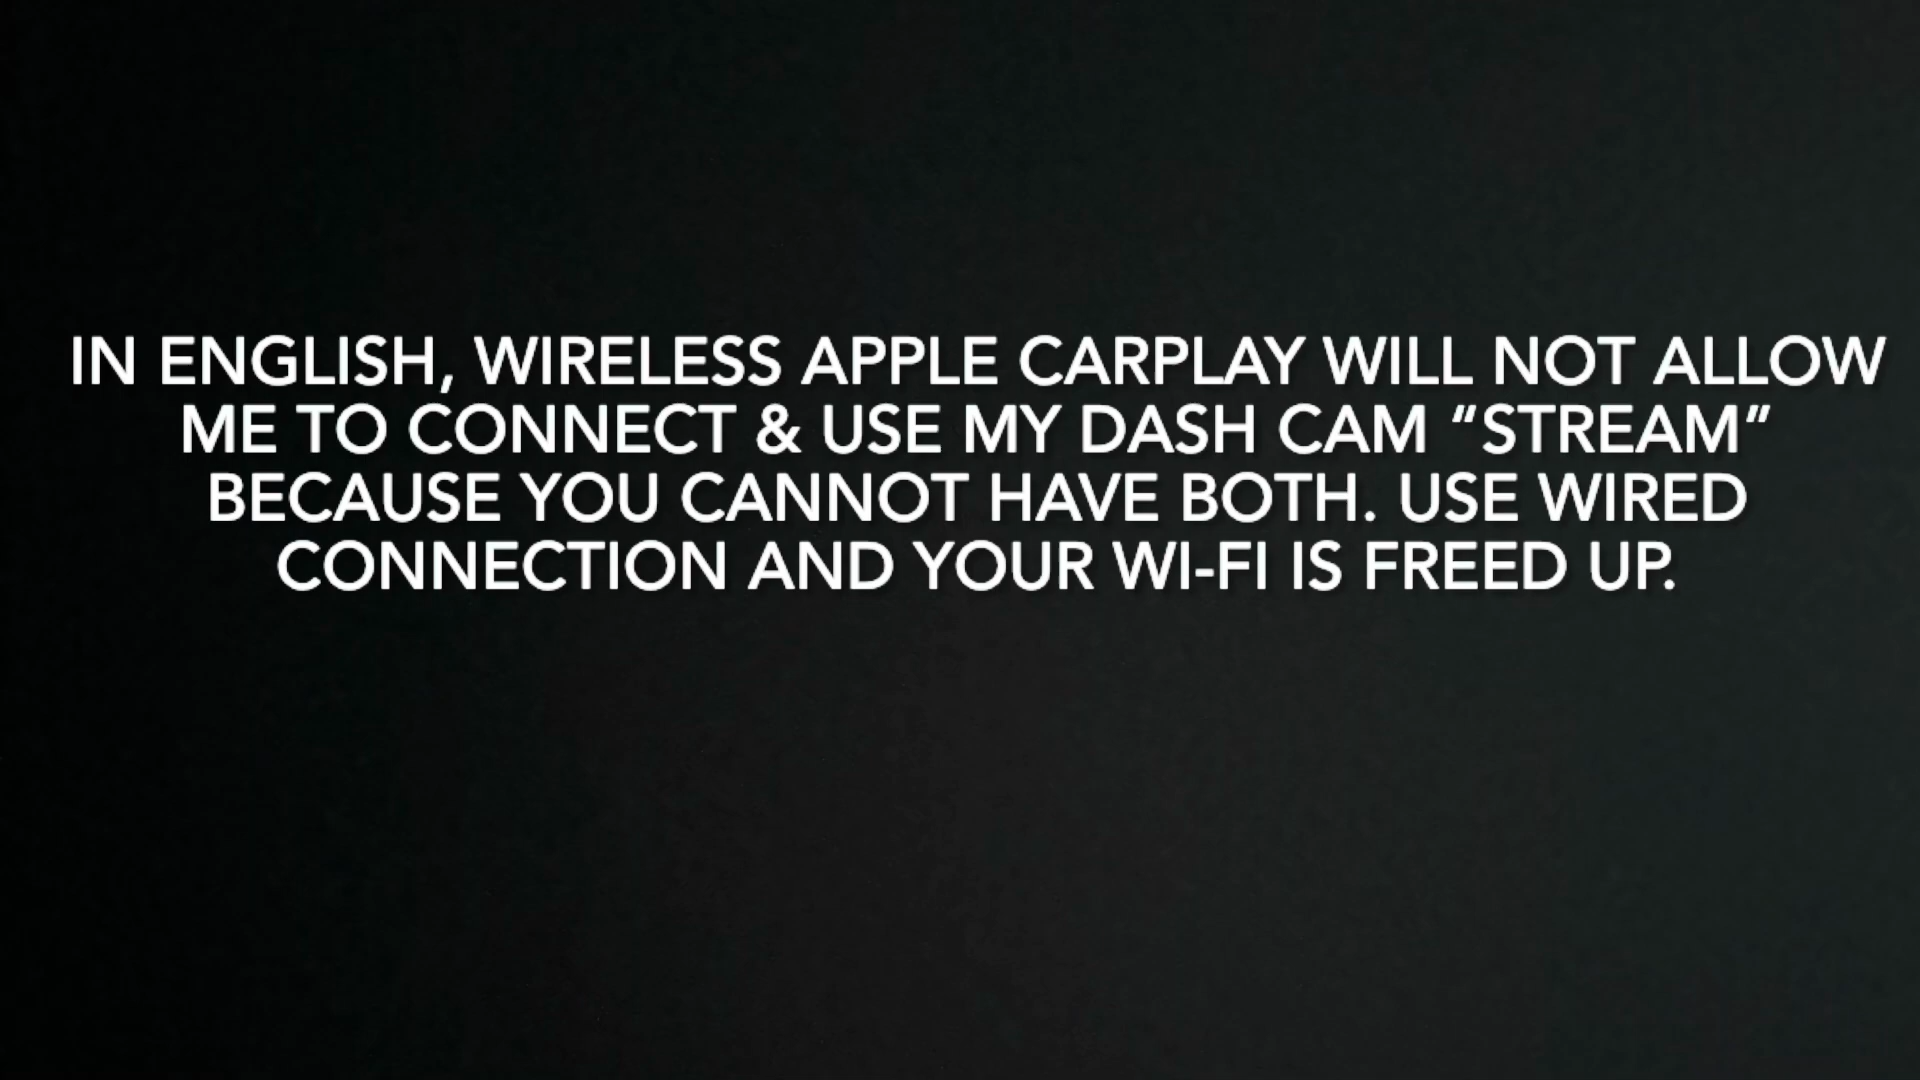 IN ENGLISH, WIRELESS APPLE CARPLAY WILL NOT ALLOW
ME TO CONNECT & USE MY DASH CAM “STREAM”
BECAUSE YOU CANNOT HAVE BOTH. USE WIRED
CONNECTION AND YOUR WI-FI IS FREED UP.